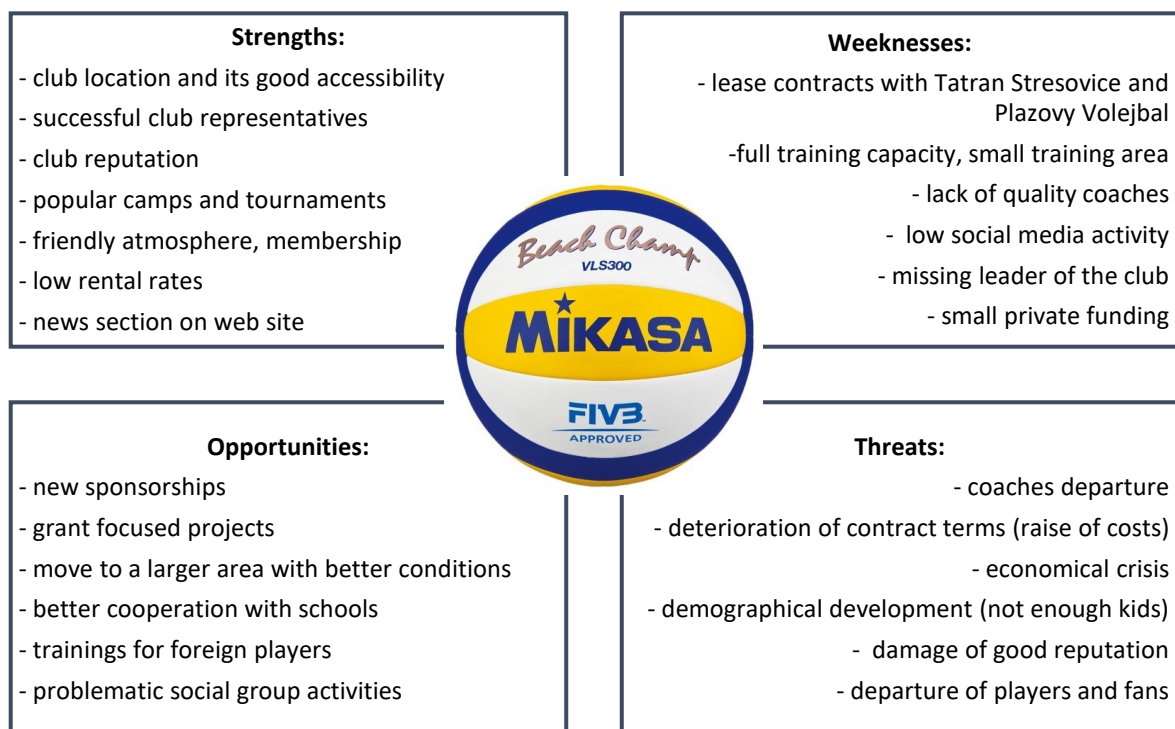 Strengths:
- club location and its good accessibility
- successful club representatives
- club reputation
- popular camps and tournaments
- friendly atmosphere, membership
- low rental rates
- news section on web site
Weeknesses:
- lease contracts with Tatran Stresovice and
Plazovy Volejbal
-full training capacity, small training area
- lack of quality coaches
- low social media activity
- missing leader of the club
- small private funding
Beach Champ
VLS300
MIKASA
FIVB
APPROVED
Opportunities:
- new sponsorships
- grant focused projects
- move to a larger area with better conditions
- better cooperation with schools
- trainings for foreign players
- problematic social group activities
Threats:
- coaches departure
- deterioration of contract terms (raise of costs)
- economical crisis
- demographical development (not enough kids)
- damage of good reputation
- departure of players and fans